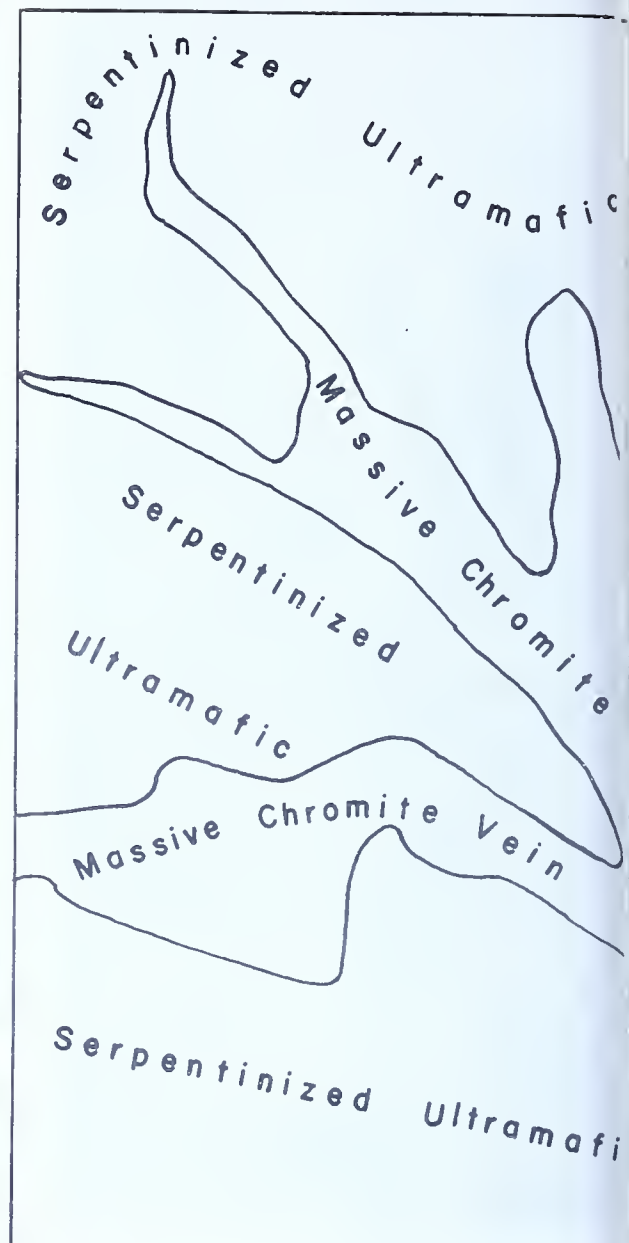 Serpentinized Ultramafic
Massive Chromite
Serpentinized
Ultramafic
Massive Chromite Vein
Serpentinized Ultramafi